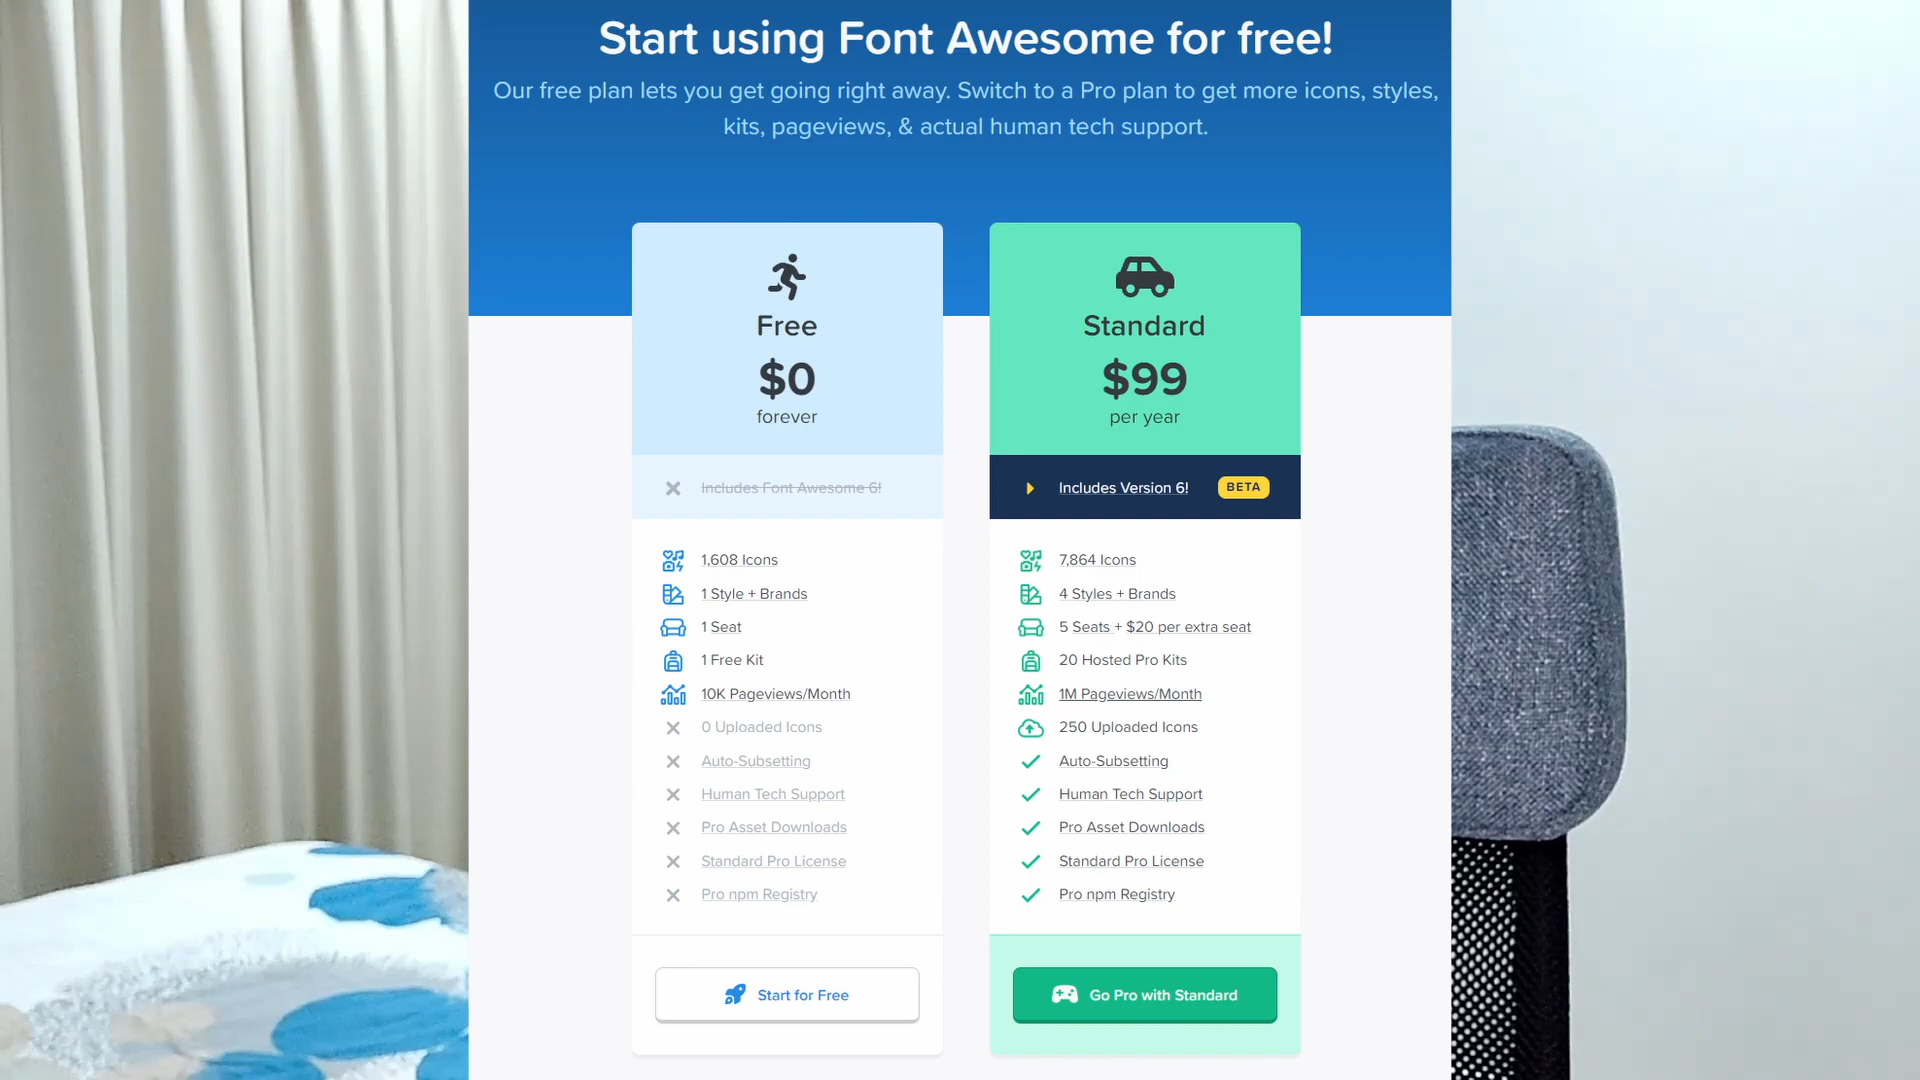 Start using Font Awesome for free!
Our free plan lets you get going right away. Switch to a Pro plan to get more icons, styles,
kits, pageviews, & actual human tech support.
Free
$0
forever
Includes Font Awesome 6!
1,608 Icons
1 Style + Brands
1 Seat
1 Free Kit
10K Pageviews/Month
0 Uploaded Icons
Auto-Subsetting
Human Tech Support
Pro Asset Downloads
Standard Pro License
Pro npm Registry
Start for Free
Standard
$99
per year
Includes Version 6! BETA
7,864 Icons
4 Styles + Brands
5 Seats + $20 per extra seat
20 Hosted Pro Kits
1M Pageviews/Month
250 Uploaded Icons
Auto-Subsetting
Human Tech Support
Pro Asset Downloads
Standard Pro License
Pro npm Registry
Go Pro with Standard